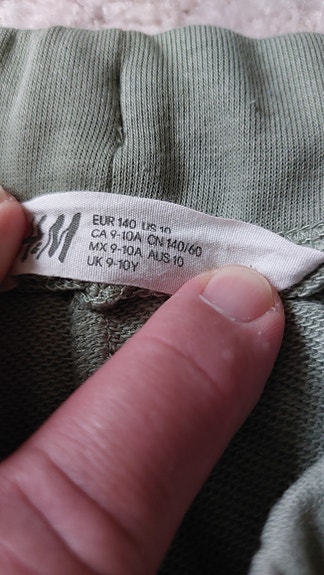 H&M
EUR 140 US 10
CA 9-10A CN 140/60
MX 9-10A AUS 10
UK 9-10Y